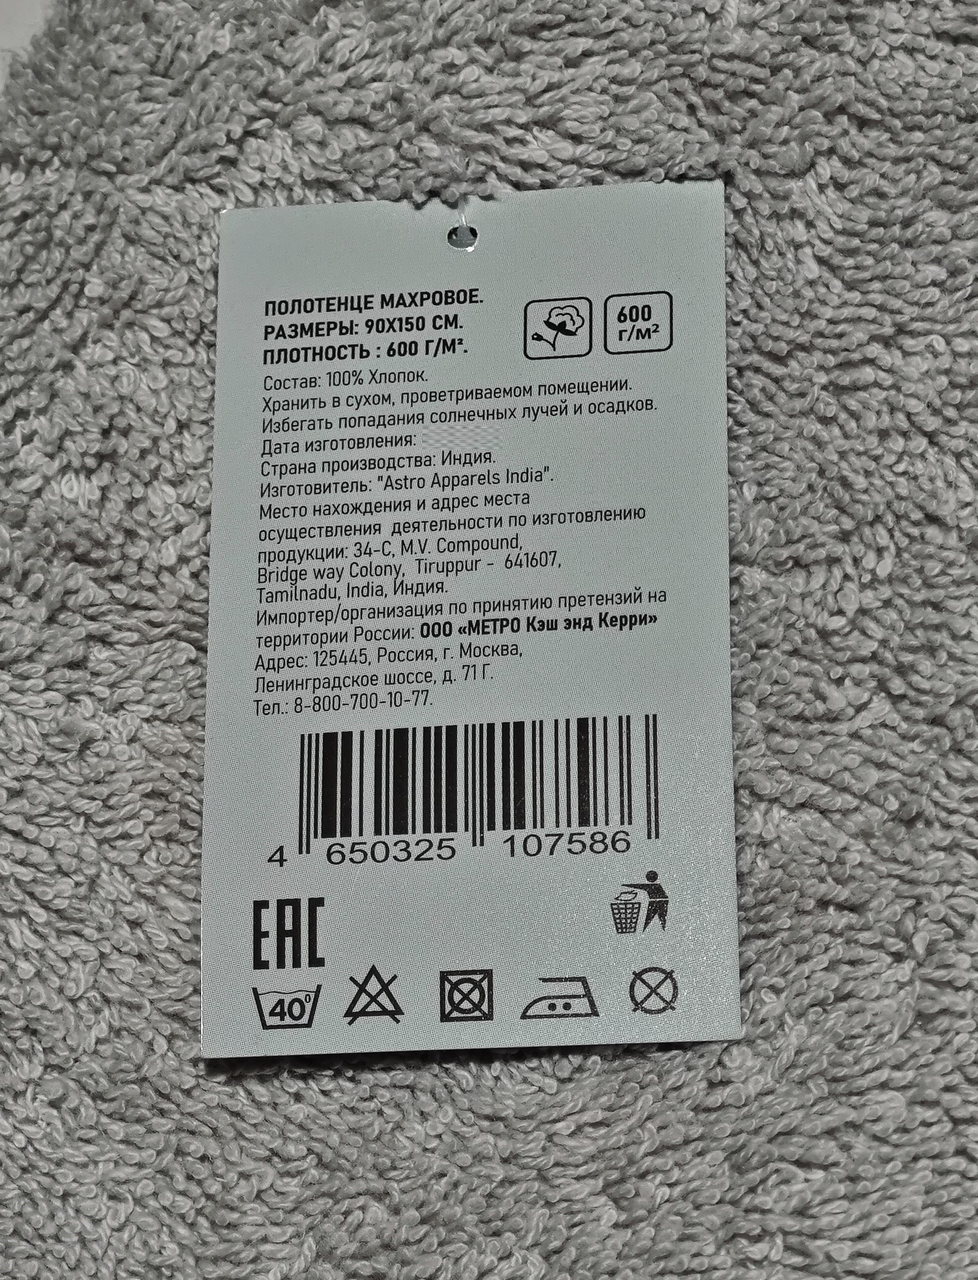 ПОЛОТЕНЦЕ МАХРОВОЕ.
РАЗМЕРЫ: 90X150 СМ.
ПЛОТНОСТЬ : 600 Г/М².
600
г/м²
Состав: 100% Хлопок.
Хранить в сухом, проветриваемом помещении.
Избегать попадания солнечных лучей и осадков.
Дата изготовления:
Страна производства: Индия.
Изготовитель: "Astro Apparels India".
Место нахождения и адрес места
осуществления деятельности по изготовлению
продукции: 34-C, M.V. Compound,
Bridge way Colony, Tiruppur - 641607,
Tamilnadu, India, Индия.
Импортер/организация по принятию претензий на
территории России: ООО «МЕТРО Кэш энд Керри»
Адрес: 125445, Россия, г. Москва,
Ленинградское шоссе, д. 71 Г.
Тел.: 8-800-700-10-77.
4 650325 107586
EAC
40°